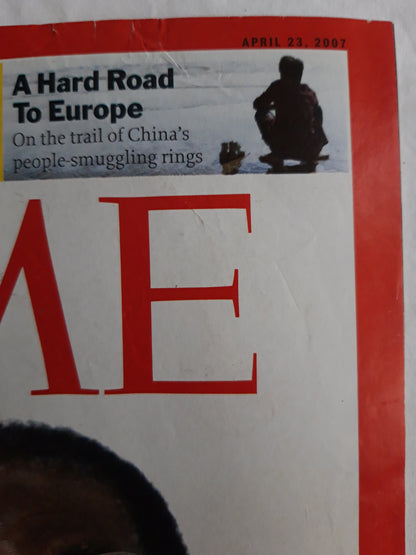 APRIL 23, 2007
A Hard Road
To Europe
On the trail of China's
people-smuggling rings
ME